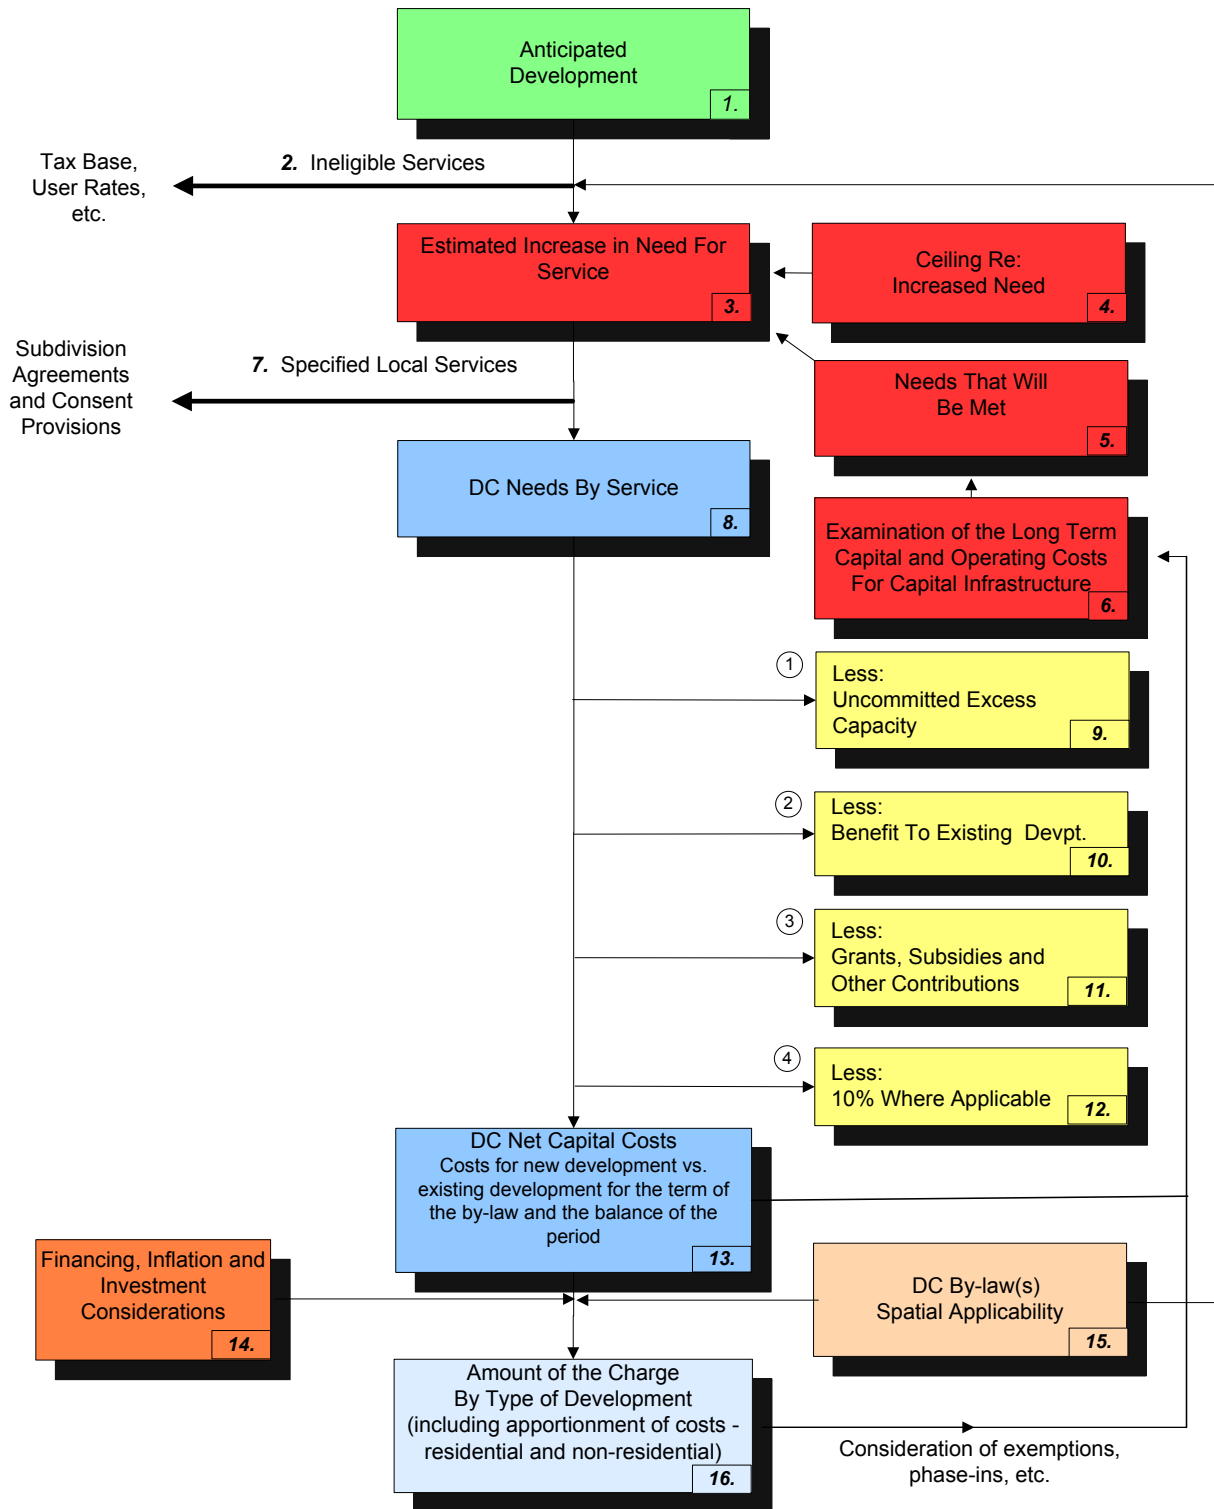 Anticipated
Development
1.
Tax Base,
User Rates,
etc.
2. Ineligible Services
Estimated Increase in Need For
Service
3.
Ceiling Re:
Increased Need
4.
Subdivision
Agreements
and Consent
Provisions
7. Specified Local Services
Needs That Will
Be Met
5.
DC Needs By Service
8.
Examination of the Long Term
Capital and Operating Costs
For Capital Infrastructure
6.
1
Less:
Uncommitted Excess
Capacity
9.
2
Less:
Benefit To Existing Devpt.
10.
3
Less:
Grants, Subsidies and
Other Contributions
11.
4
Less:
10% Where Applicable
12.
DC Net Capital Costs
Costs for new development vs.
existing development for the term of
the by-law and the balance of the
period
13.
Financing, Inflation and
Investment
Considerations
14.
DC By-law(s)
Spatial Applicability
15.
Amount of the Charge
By Type of Development
(including apportionment of costs -
residential and non-residential)
16.
Consideration of exemptions,
phase-ins, etc.